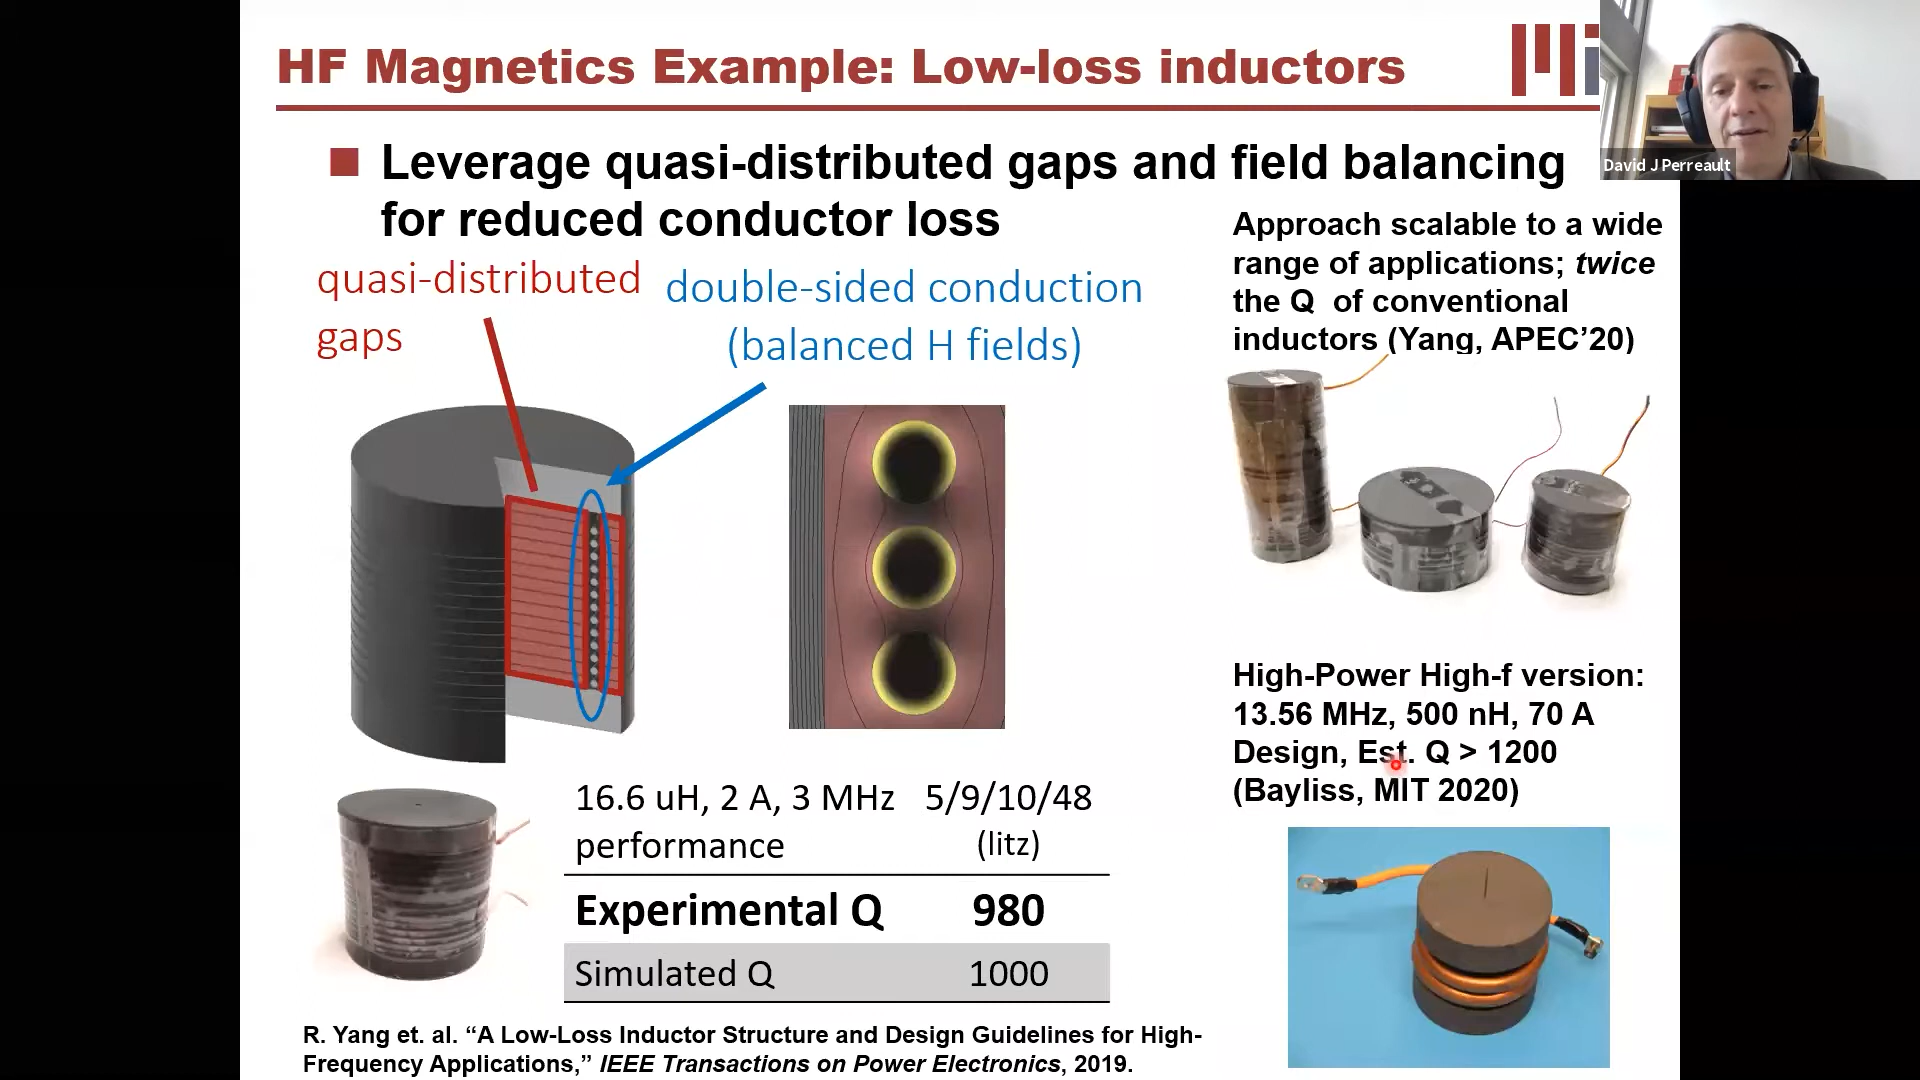 HF Magnetics Example: Low-loss inductors
David J Perreault
Leverage quasi-distributed gaps and field balancing
for reduced conductor loss
quasi-distributed
gaps
double-sided conduction
(balanced H fields)
Approach scalable to a wide
range of applications; twice
the Q of conventional
inductors (Yang, APEC’20)
High-Power High-f version:
13.56 MHz, 500 nH, 70 A
Design, Est. Q > 1200
(Bayliss, MIT 2020)
16.6 uH, 2 A, 3 MHz 5/9/10/48
performance (litz)
Experimental Q 980
Simulated Q 1000
R. Yang et. al. “A Low-Loss Inductor Structure and Design Guidelines for High-
Frequency Applications,” IEEE Transactions on Power Electronics, 2019.